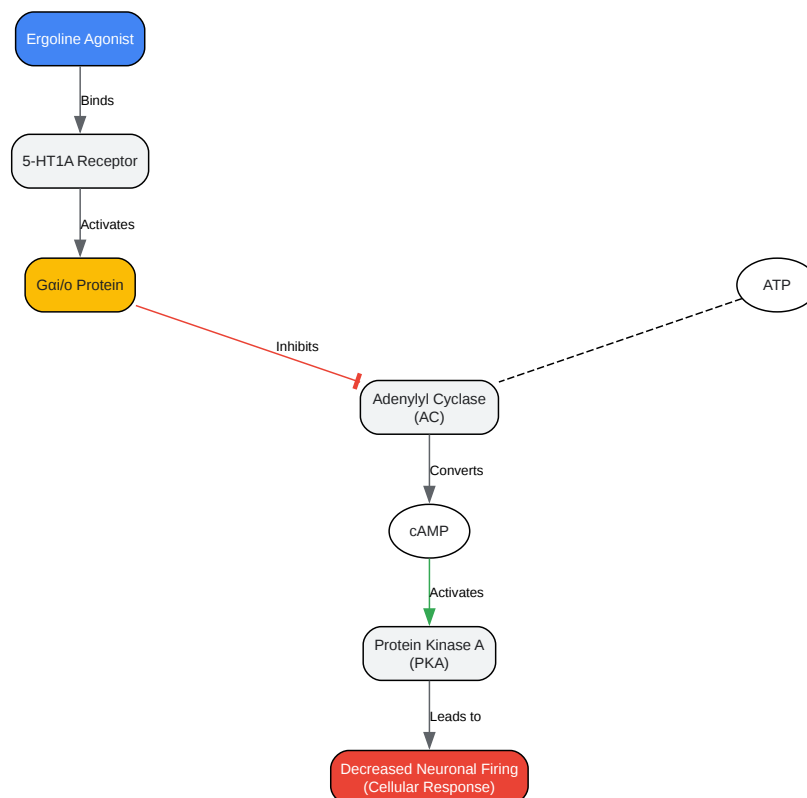 Ergoline Agonist
Binds
5-HT1A Receptor
Activates
Gαi/o Protein
ATP
Inhibits
Adenylyl Cyclase
(AC)
Converts
cAMP
Activates
Protein Kinase A
(PKA)
Leads to
Decreased Neuronal Firing
(Cellular Response)